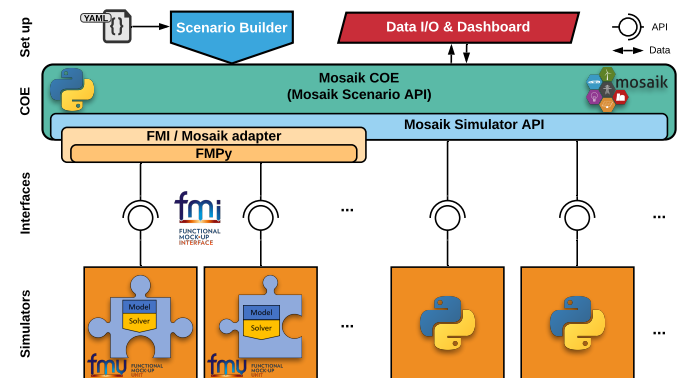 Set up
YAML
{}
Scenario Builder
Data I/O & Dashboard
API
Data
COE
Mosaik COE
(Mosaik Scenario API)
mosaik
Mosaik Simulator API
FMI / Mosaik adapter
FMPy
Interfaces
fmi
FUNCTIONAL
MOCK-UP
INTERFACE
...
...
Simulators
Model
Solver
fmu
FUNCTIONAL
MOCK-UP
UNIT
Model
Solver
fmu
FUNCTIONAL
MOCK-UP
UNIT
...
...